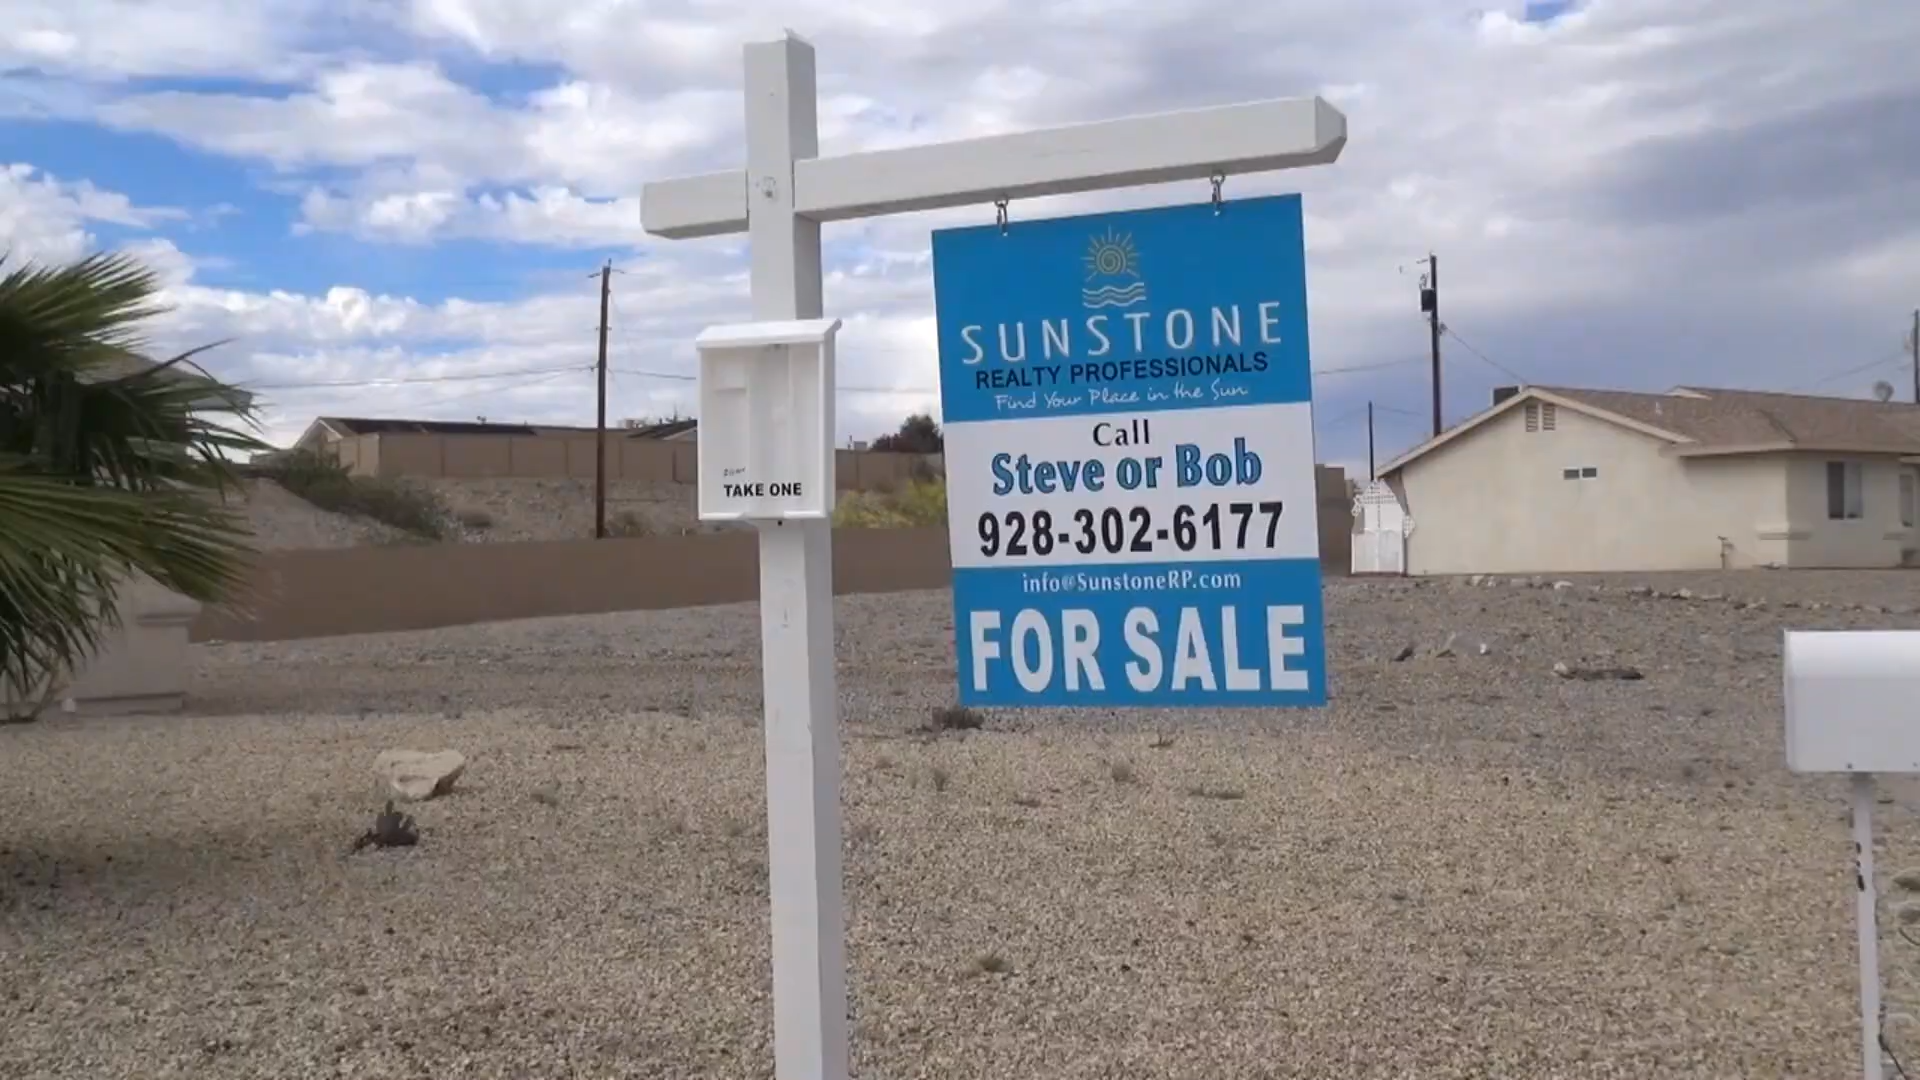 SUNSTONE
REALTY PROFESSIONALS
Find Your Place in the Sun
Call
Steve or Bob
928-302-6177
info@SunstoneRP.com
FOR SALE
TAKE ONE